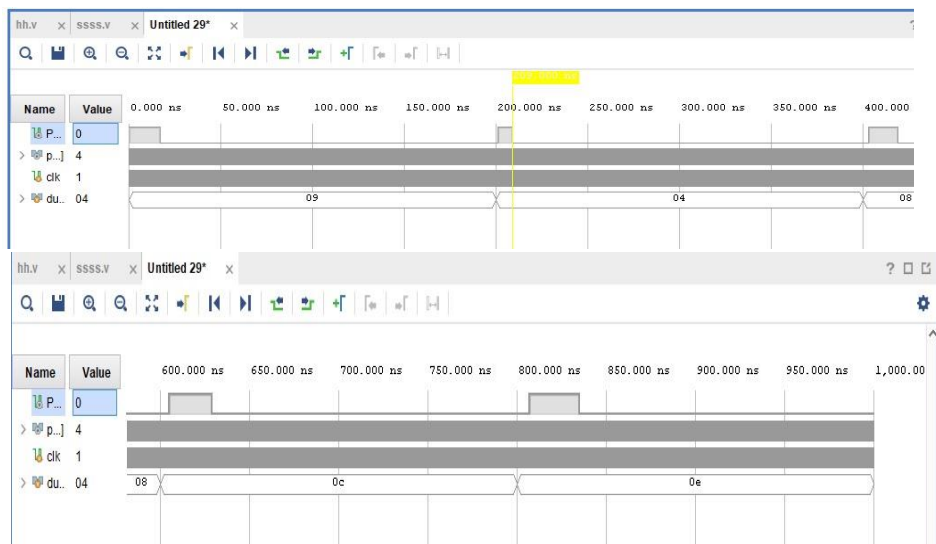 hh.v × ssss.v × Untitled 29* ×
Name Value 0.000 ns 50.000 ns 100.000 ns 150.000 ns 200.000 ns 250.000 ns 300.000 ns 350.000 ns 400.000
P... 0
> p...] 4
clk 1
> du.. 04 09 04 08
hh.v × ssss.v × Untitled 29* × ?
Name Value 600.000 ns 650.000 ns 700.000 ns 750.000 ns 800.000 ns 850.000 ns 900.000 ns 950.000 ns 1,000.00
P... 0
> p...] 4
clk 1
> du.. 04 08 0c 0e